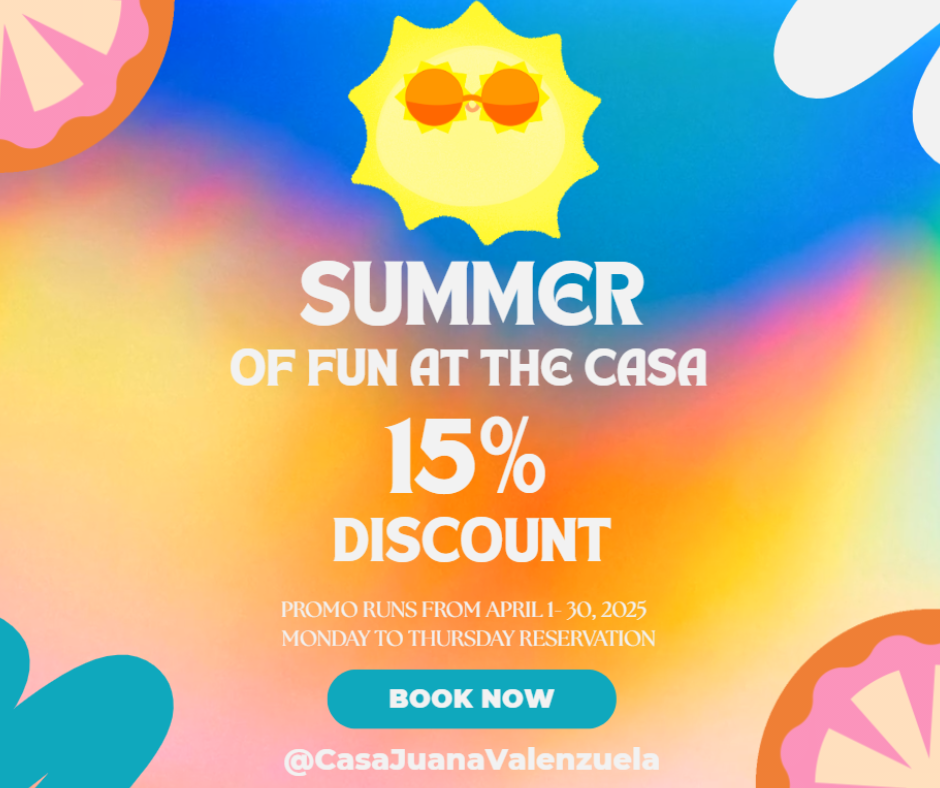 SUMMER
OF FUN AT THE CASA
15%
DISCOUNT
PROMO RUNS FROM APRIL 1- 30, 2025
MONDAY TO THURSDAY RESERVATION
BOOK NOW
@CasaJuanaValenzuela